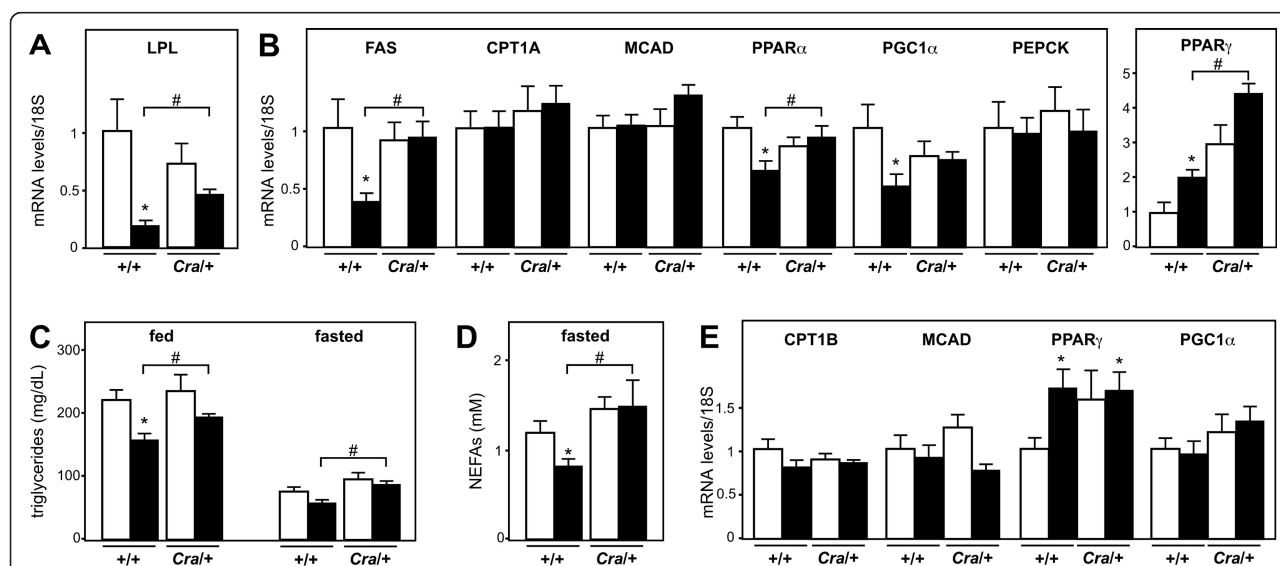 A
LPL
mRNA levels/18S
1
0.5
0
*
#
+/+ Cra/+
B
FAS CPT1A MCAD PPARα PGC1α PEPCK
mRNA levels/18S
1
0.5
0
*
#
*
#
*
+/+ Cra/+ +/+ Cra/+ +/+ Cra/+ +/+ Cra/+ +/+ Cra/+ +/+ Cra/+
PPARγ
5
4
3
2
1
0
*
#
+/+ Cra/+
C
fed fasted
triglycerides (mg/dL)
300
200
100
0
*
#
#
+/+ Cra/+ +/+ Cra/+
D
fasted
NEFAs (mM)
2
1
0
*
#
+/+ Cra/+
E
CPT1B MCAD PPARγ PGC1α
mRNA levels/18S
1.5
1
0.5
0
* *
+/+ Cra/+ +/+ Cra/+ +/+ Cra/+ +/+ Cra/+